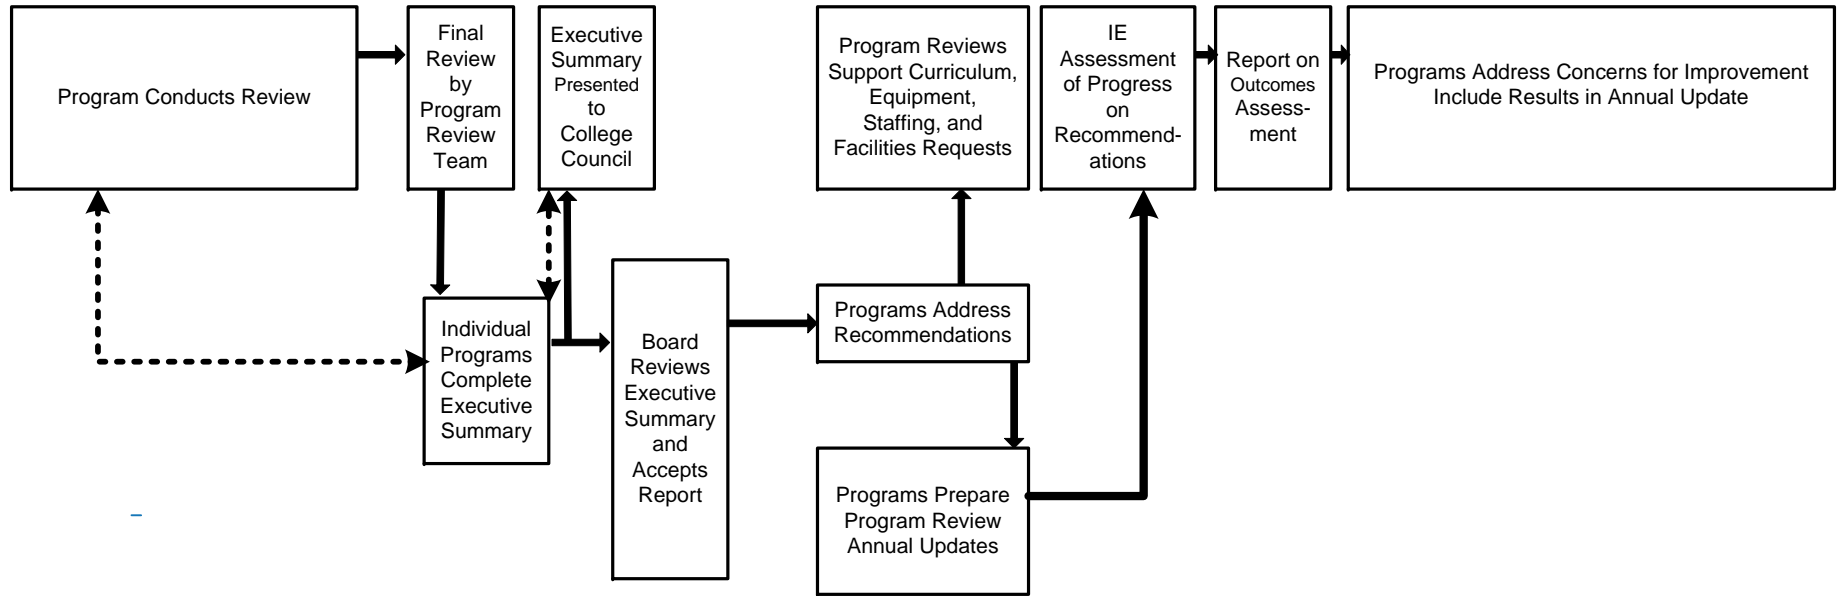 Program Conducts Review
Final
Review
by
Program
Review
Team
Executive
Summary
Presented
to
College
Council
Program Reviews
Support Curriculum,
Equipment,
Staffing, and
Facilities Requests
IE
Assessment
of Progress
on
Recommend-
ations
Report on
Outcomes
Assess-
ment
Programs Address Concerns for Improvement
Include Results in Annual Update
Individual
Programs
Complete
Executive
Summary
Board
Reviews
Executive
Summary
and
Accepts
Report
Programs Address
Recommendations
Programs Prepare
Program Review
Annual Updates